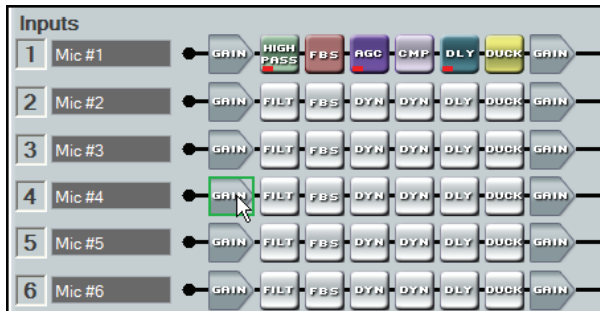 Inputs
1 Mic #1 GAIN HIGH PASS FBS AGC CMP DLY DUCK GAIN
2 Mic #2 GAIN FILT FBS DYN DYN DLY DUCK GAIN
3 Mic #3 GAIN FILT FBS DYN DYN DLY DUCK GAIN
4 Mic #4 GAIN FILT FBS DYN DYN DLY DUCK GAIN
5 Mic #5 GAIN FILT FBS DYN DYN DLY DUCK GAIN
6 Mic #6 GAIN FILT FBS DYN DYN DLY DUCK GAIN